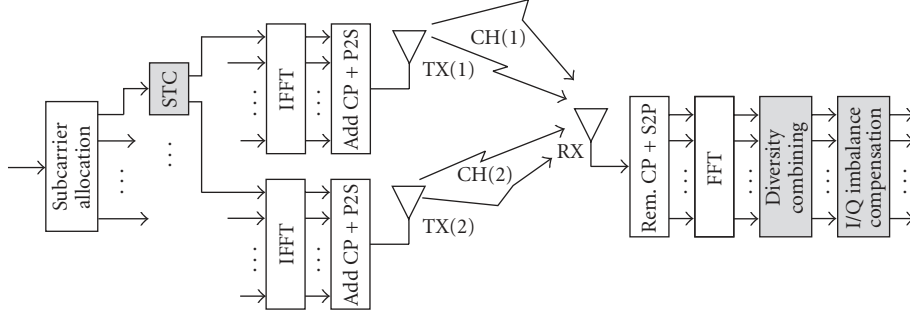 Subcarrier
allocation
STC
IFFT
Add CP + P2S
TX(1)
CH(1)
IFFT
Add CP + P2S
TX(2)
CH(2)
RX
Rem. CP + S2P
FFT
Diversity
combining
I/Q imbalance
compensation